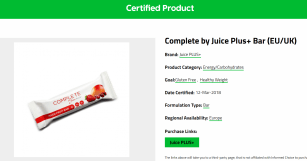 Certified Product
Complete by Juice Plus+ Bar (EU/UK)
Brand: Juice PLUS+
Product Category: Energy/Carbohydrates
Goal: Gluten Free , Healthy Weight
Date Certified: 12-Mar-2018
Formulation Type: Bar
Regional Availability: Europe
Purchase Links:
Juice PLUS+
COMPLETE